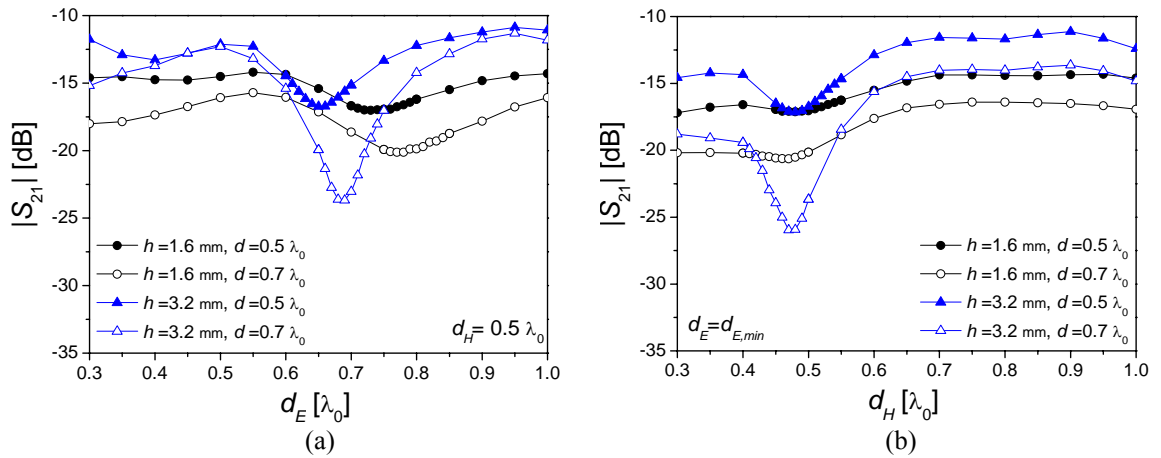 |S21| [dB]
-10
-15
-20
-25
-30
-35
h=1.6 mm, d=0.5 λ0
h=1.6 mm, d=0.7 λ0
h=3.2 mm, d=0.5 λ0
h=3.2 mm, d=0.7 λ0
dH= 0.5 λ0
0.3 0.4 0.5 0.6 0.7 0.8 0.9 1.0
dE [λ0]
(a)
|S21| [dB]
-10
-15
-20
-25
-30
-35
h=1.6 mm, d=0.5 λ0
h=1.6 mm, d=0.7 λ0
h=3.2 mm, d=0.5 λ0
h=3.2 mm, d=0.7 λ0
dE=dE,min
0.3 0.4 0.5 0.6 0.7 0.8 0.9 1.0
dH [λ0]
(b)